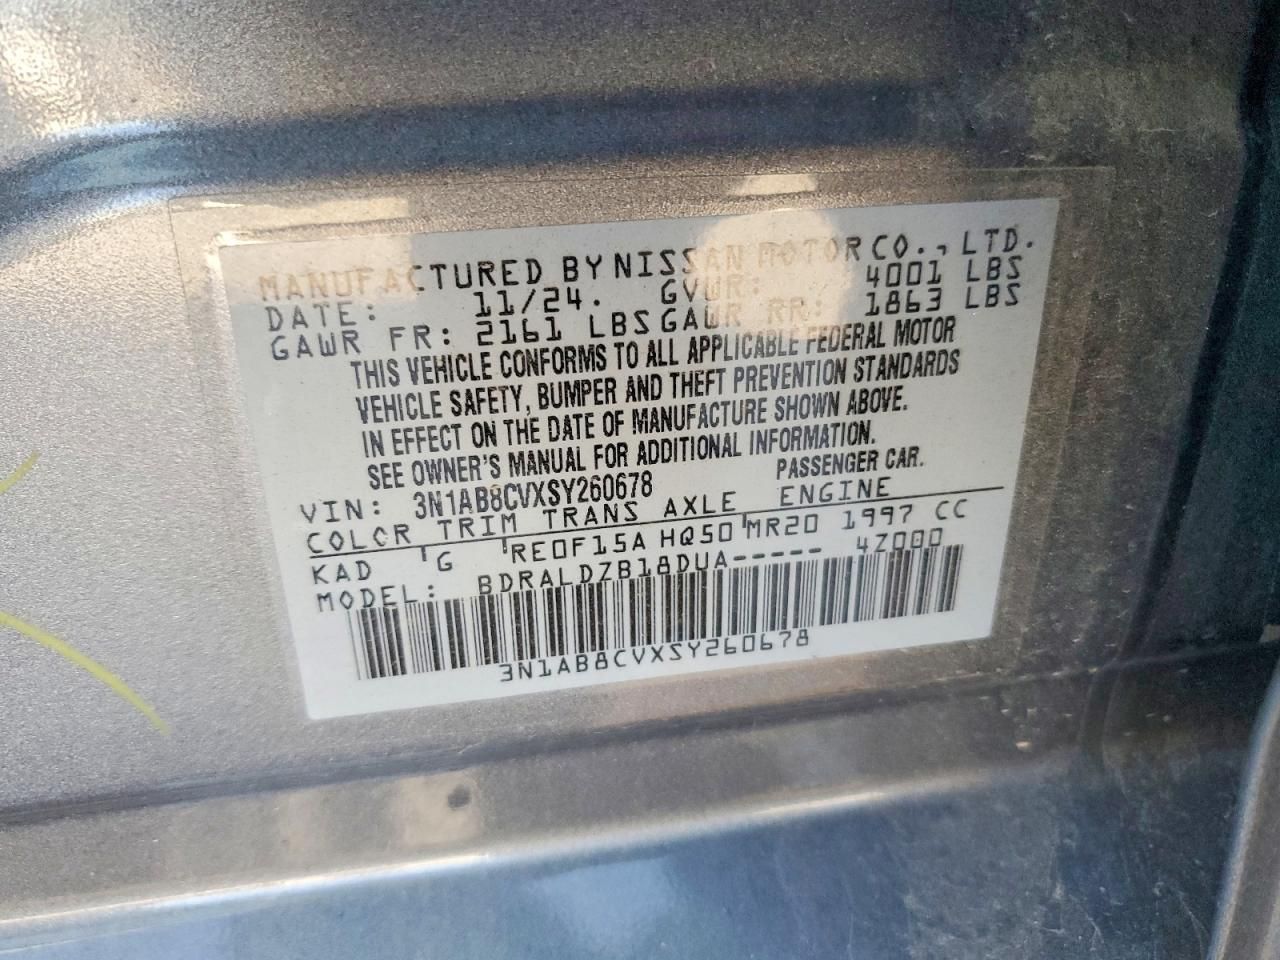 MANUFACTURED BY NISSAN MOTOR CO., LTD.
DATE: 11/24. GVWR: 4001 LBS
GAWR FR: 2161 LBS GAWR RR: 1863 LBS
THIS VEHICLE CONFORMS TO ALL APPLICABLE FEDERAL MOTOR
VEHICLE SAFETY, BUMPER AND THEFT PREVENTION STANDARDS
IN EFFECT ON THE DATE OF MANUFACTURE SHOWN ABOVE.
SEE OWNER'S MANUAL FOR ADDITIONAL INFORMATION.
VIN: 3N1AB8CVXSY260678 PASSENGER CAR.
COLOR TRIM TRANS AXLE ENGINE
KAD G RE0F15A HQ50 MR20 1997 CC
MODEL: BDRALDZB18DUA----- 4Z000
3N1AB8CVXSY260678